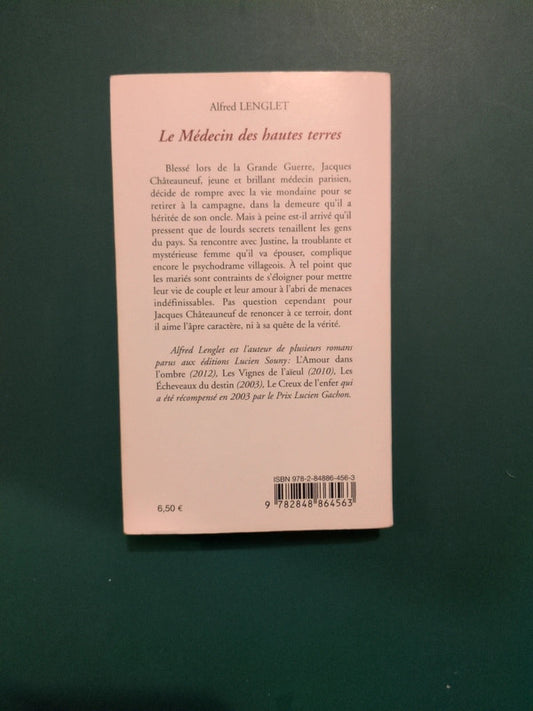 Alfred LENGLET
Le Médecin des hautes terres
Blessé lors de la Grande Guerre, Jacques
Châteauneuf, jeune et brillant médecin parisien,
décide de rompre avec la vie mondaine pour se
retirer à la campagne, dans la demeure qu'il a
héritée de son oncle. Mais à peine est-il arrivé qu'il
pressent que de lourds secrets tenaillent les gens
du pays. Sa rencontre avec Justine, la troublante et
mystérieuse femme qu'il va épouser, complique
encore le psychodrame villageois. À tel point que
les mariés sont contraints de s'éloigner pour mettre
leur vie de couple et leur amour à l'abri de menaces
indéfinissables. Pas question cependant pour
Jacques Châteauneuf de renoncer à ce terroir, dont
il aime l'âpre caractère, ni à sa quête de la vérité.
Alfred Lenglet est l'auteur de plusieurs romans
parus aux éditions Lucien Souny : L'Amour dans
l'ombre (2012), Les Vignes de l'aïeul (2010), Les
Écheveaux du destin (2003), Le Creux de l'enfer qui
a été récompensé en 2003 par le Prix Lucien Gachon.
ISBN 978-2-84886-456-3
6,50 €
9 782848 864563